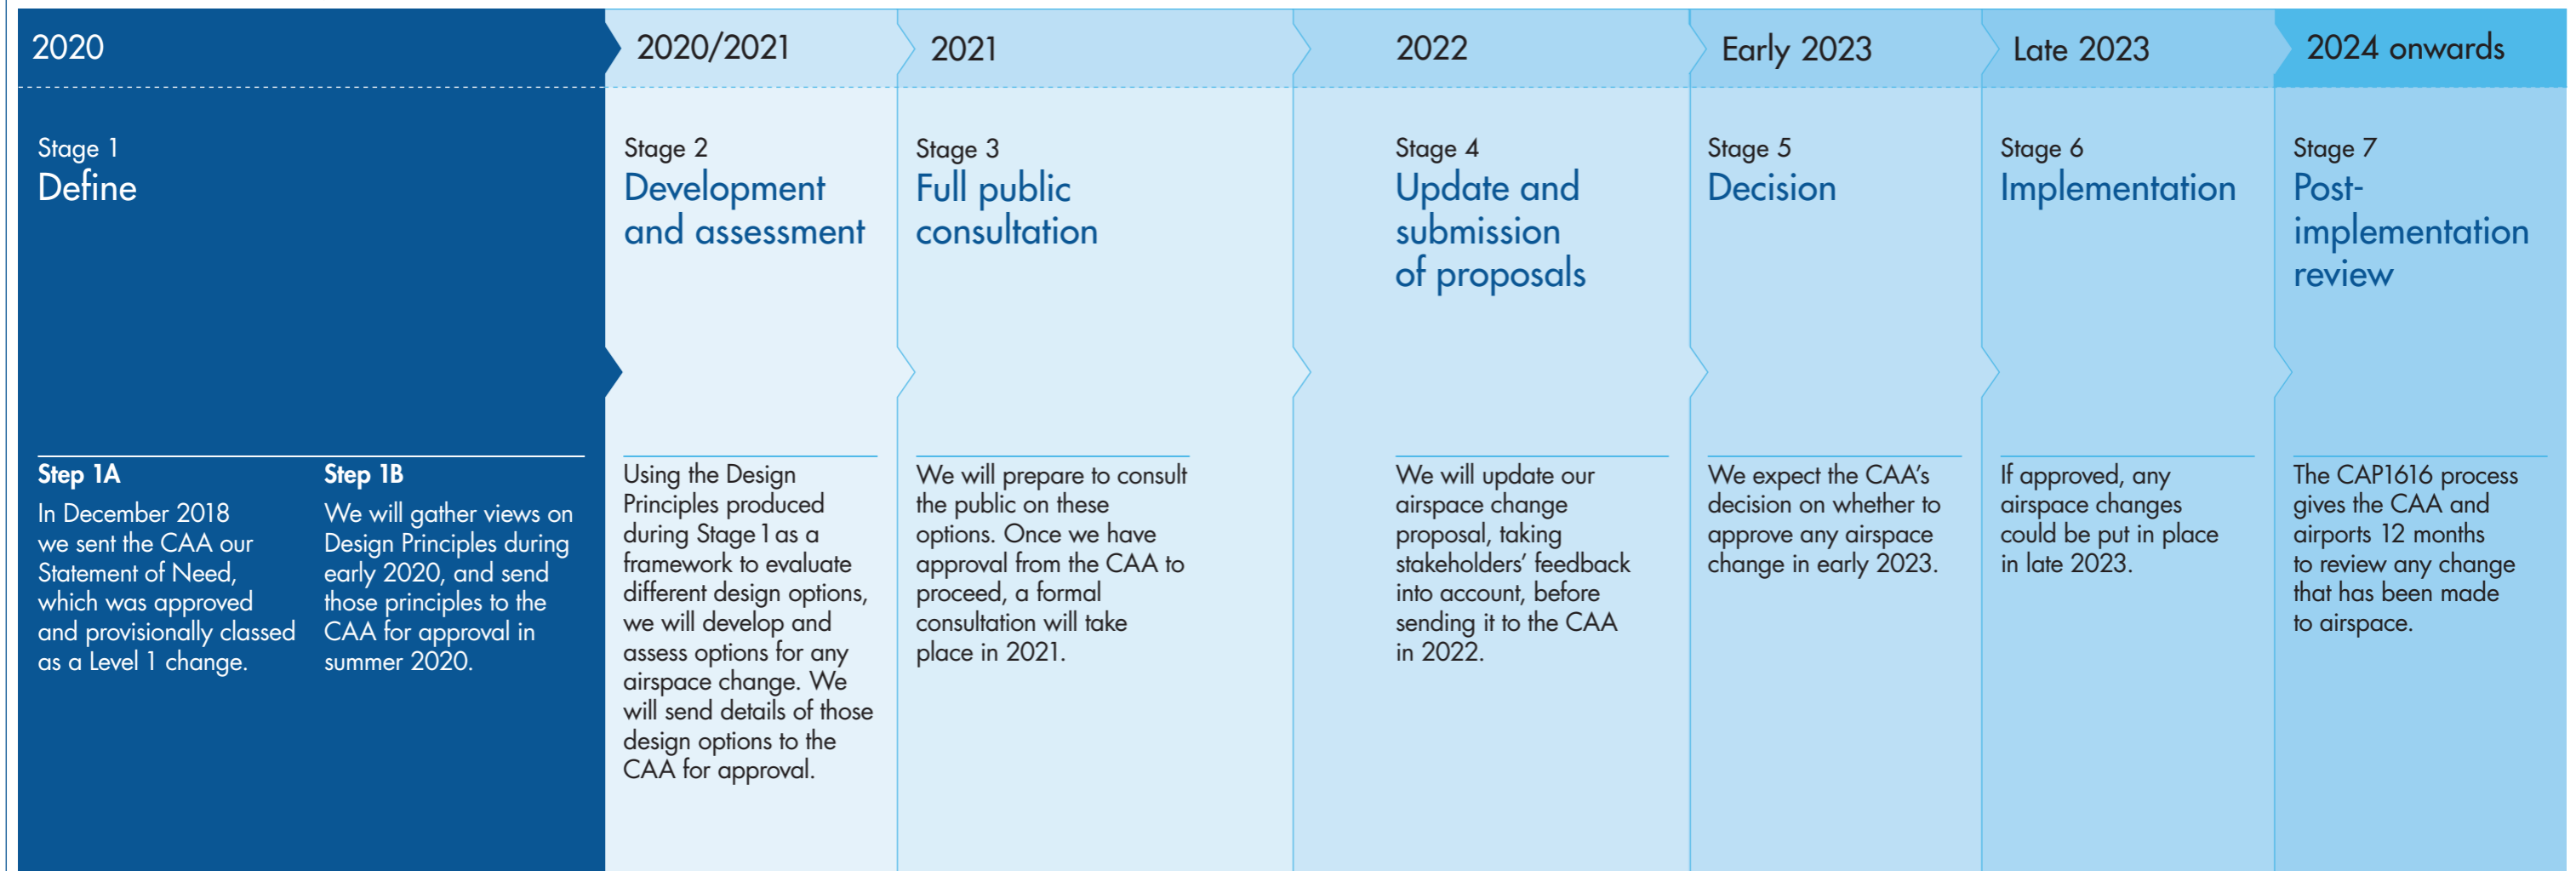 2020
Stage 1
Define
Step 1A
In December 2018
we sent the CAA our
Statement of Need,
which was approved
and provisionally classed
as a Level 1 change.
Step 1B
We will gather views on
Design Principles during
early 2020, and send
those principles to the
CAA for approval in
summer 2020.
2020/2021
Stage 2
Development
and assessment
Using the Design
Principles produced
during Stage 1 as a
framework to evaluate
different design options,
we will develop and
assess options for any
airspace change. We
will send details of those
design options to the
CAA for approval.
2021
Stage 3
Full public
consultation
We will prepare to consult
the public on these
options. Once we have
approval from the CAA to
proceed, a formal
consultation will take
place in 2021.
2022
Stage 4
Update and
submission
of proposals
We will update our
airspace change
proposal, taking
stakeholders’ feedback
into account, before
sending it to the CAA
in 2022.
Early 2023
Stage 5
Decision
We expect the CAA’s
decision on whether to
approve any airspace
change in early 2023.
Late 2023
Stage 6
Implementation
If approved, any
airspace changes
could be put in place
in late 2023.
2024 onwards
Stage 7
Post-
implementation
review
The CAP1616 process
gives the CAA and
airports 12 months
to review any change
that has been made
to airspace.